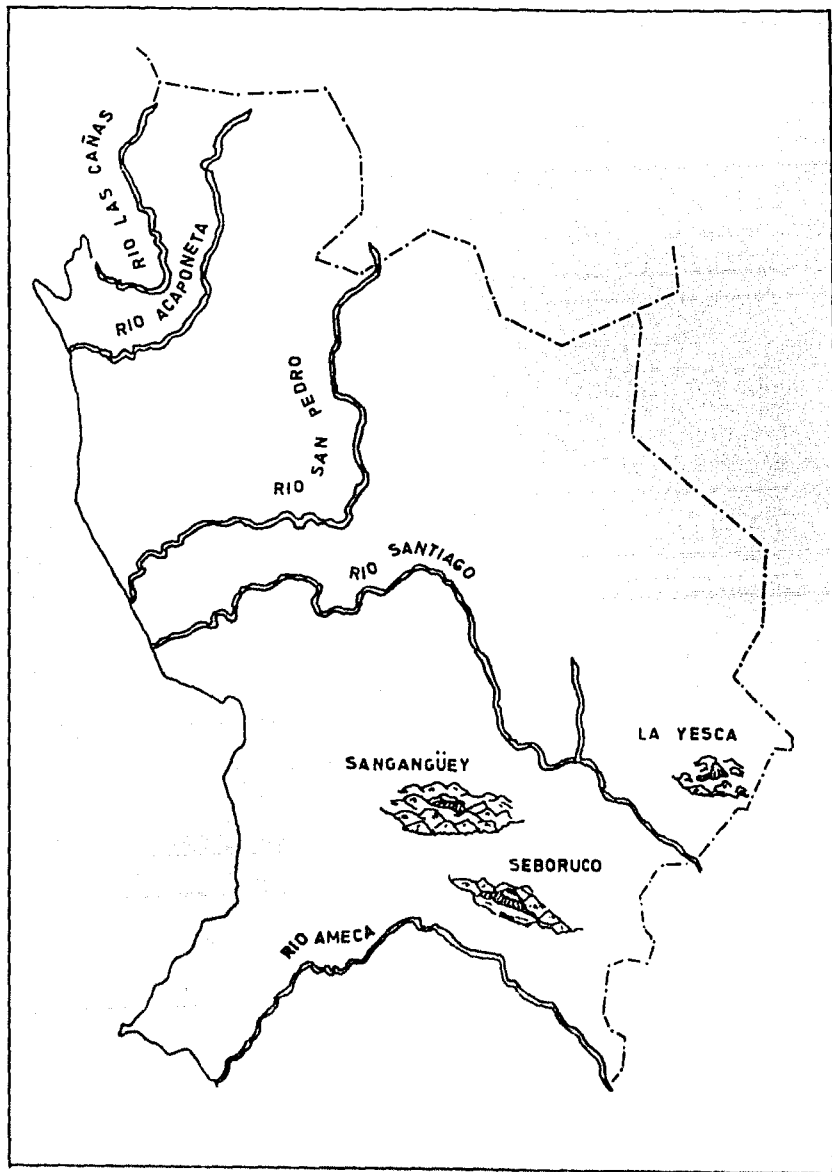 RIO LAS CAÑAS
RIO ACAPONETA
RIO SAN PEDRO
RIO SANTIAGO
LA YESCA
SANGANGÜEY
SEBORUCO
RIO AMECA